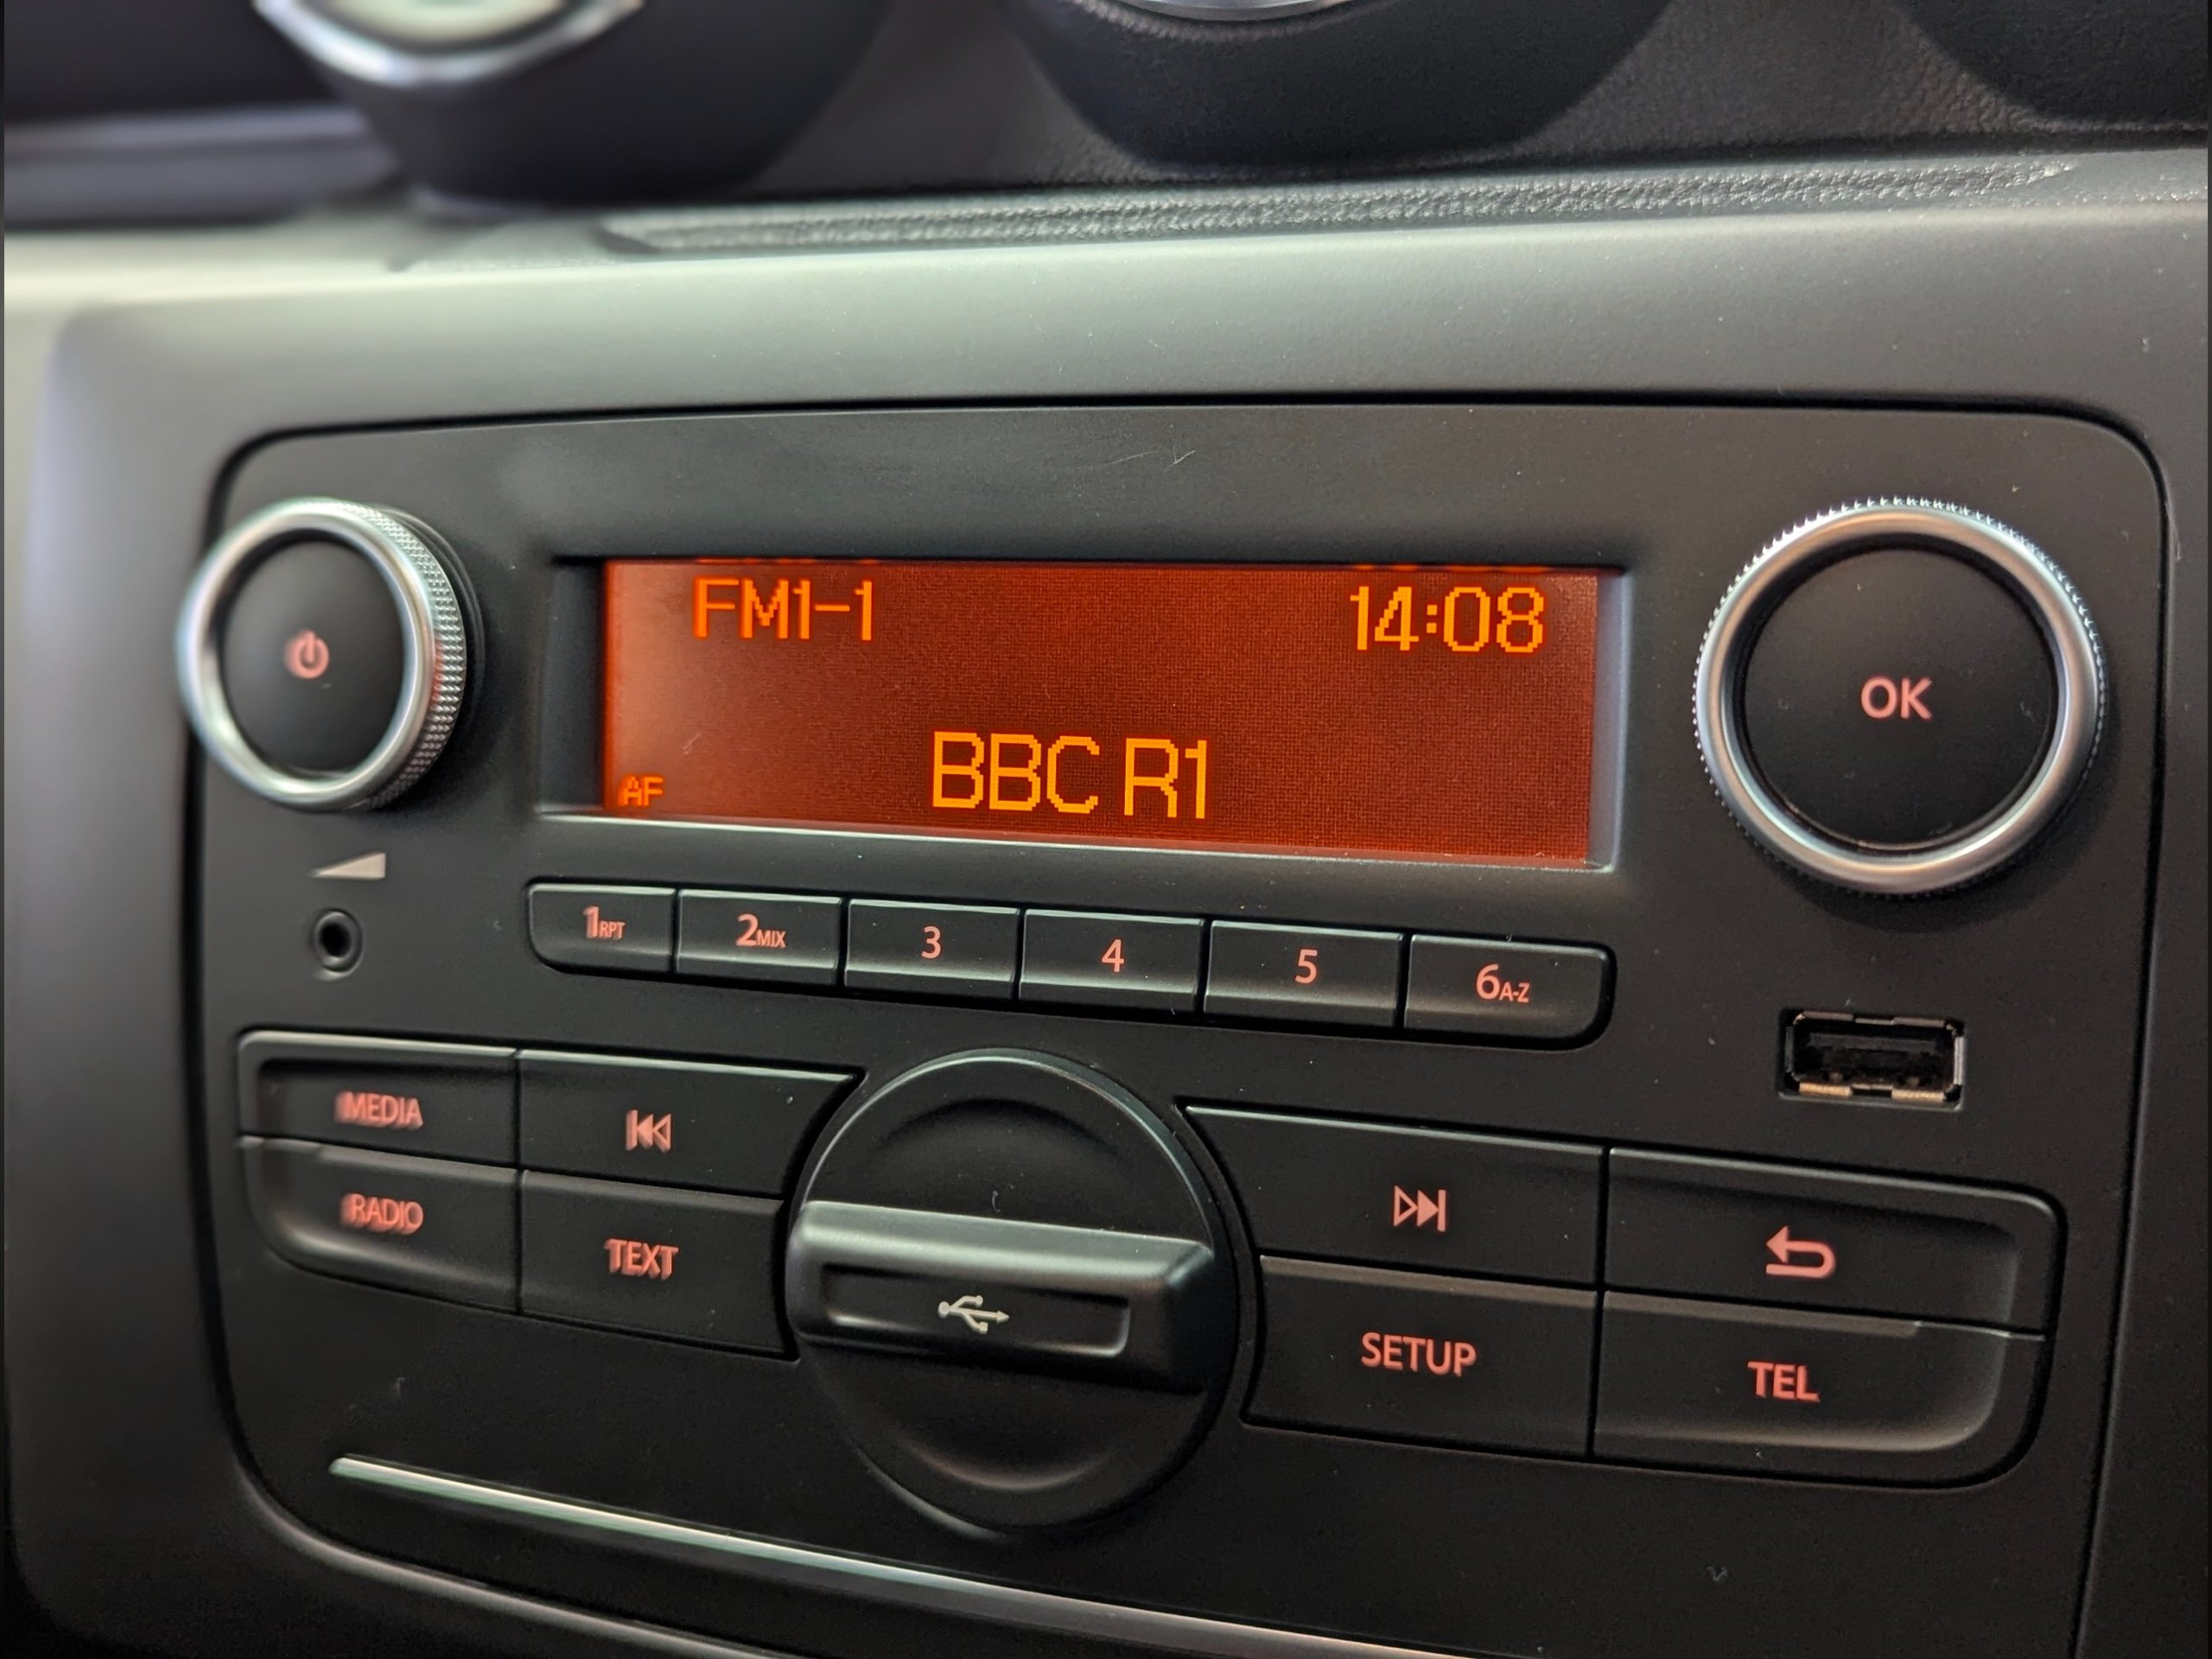 FM1-1 14:08
BBC R1
AF
OK
1RPT 2MIX 3 4 5 6A-Z
MEDIA
RADIO
TEXT
SETUP
TEL